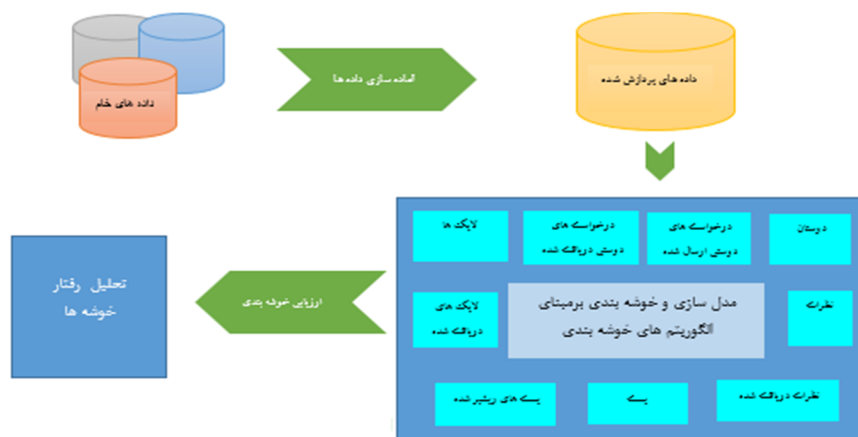 داده های خام
آماده سازی داده ها
داده های پردازش شده
دوستان
درخواست های
دوستی ارسال شده
درخواست های
دوستی دریافت شده
لایک ها
نظرات
مدل سازی و خوشه بندی برمبنای
الگوریتم های خوشه بندی
لایک های
دریافت شده
نظرات دریافت شده
پست
پست های ریشیر شده
ارزیابی خوشه بندی
تحلیل رفتار
خوشه ها